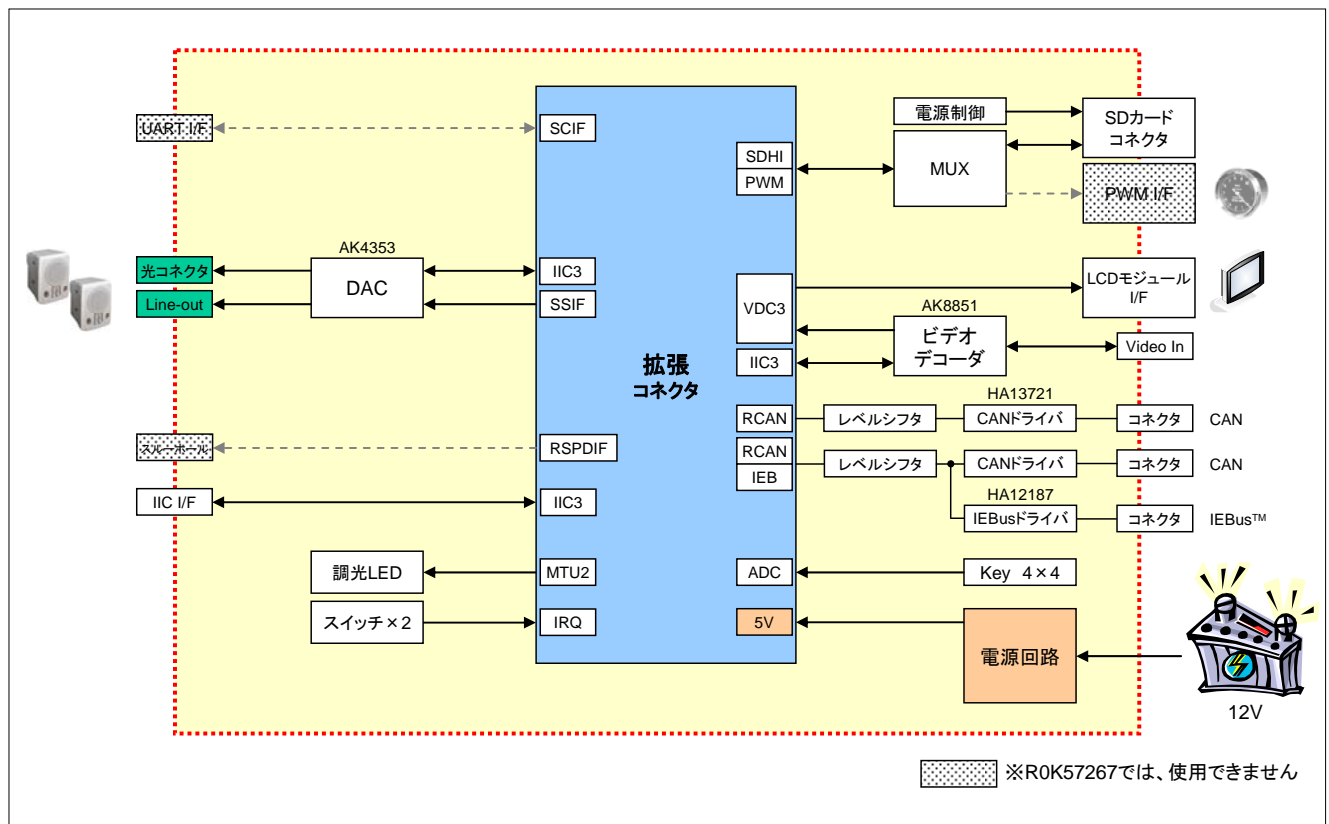 UART I/F
SCIF
光コネクタ
Line-out
AK4353
DAC
IIC3
SSIF
スルーホール
RSPDIF
IIC I/F
IIC3
調光LED
MTU2
スイッチ×2
IRQ
拡張
コネクタ
SDHI
PWM
電源制御
MUX
SDカード
コネクタ
PWM I/F
VDC3
LCDモジュール
I/F
AK8851
ビデオ
デコーダ
IIC3
Video In
HA13721
RCAN
レベルシフタ
CANドライバ
コネクタ
CAN
RCAN
IEB
レベルシフタ
CANドライバ
コネクタ
CAN
HA12187
IEBusドライバ
コネクタ
IEBus™
ADC
Key 4×4
5V
電源回路
12V
※R0K57267では、使用できません